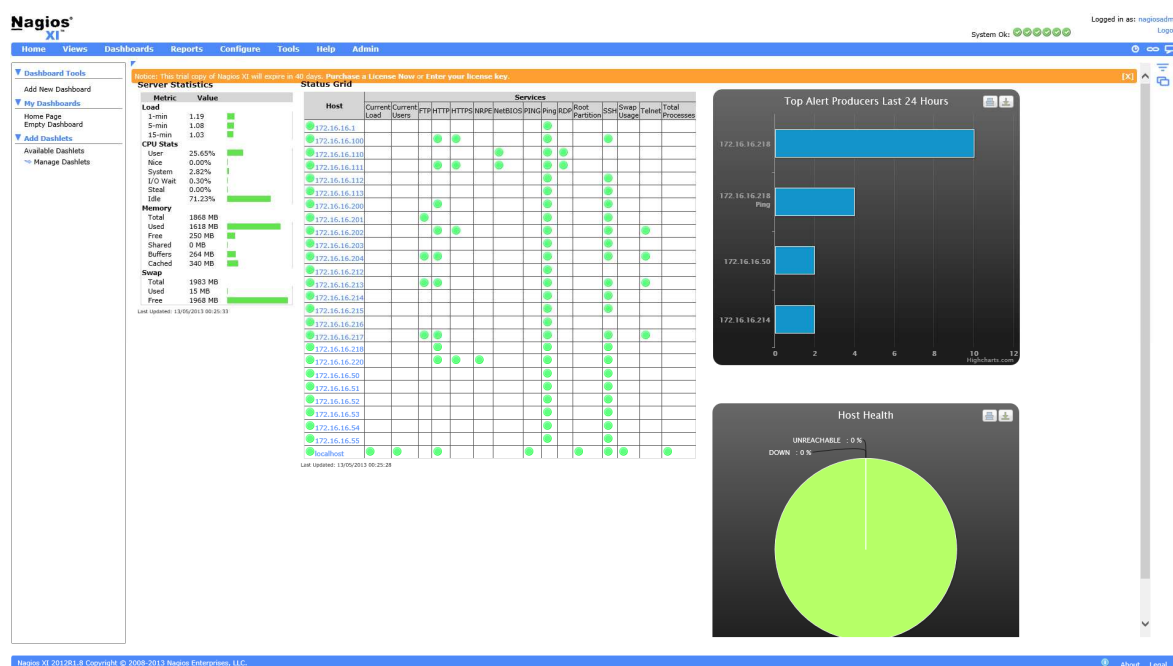 Nagios®
XI™
Logged in as: nagiosadm
Logo
System Ok:
Home Views Dashboards Reports Configure Tools Help Admin
Dashboard Tools
Add New Dashboard
My Dashboards
Home Page
Empty Dashboard
Add Dashlets
Available Dashlets
Manage Dashlets
Notice: This trial copy of Nagios XI will expire in 40 days. Purchase a License Now or Enter your license key. [X]
Server Statistics
Metric Value
Load
1-min 1.19
5-min 1.08
15-min 1.03
CPU Stats
User 25.65%
Nice 0.00%
System 2.82%
I/O Wait 0.30%
Steal 0.00%
Idle 71.23%
Memory
Total 1868 MB
Used 1618 MB
Free 250 MB
Shared 0 MB
Buffers 264 MB
Cached 340 MB
Swap
Total 1983 MB
Used 15 MB
Free 1968 MB
Last Updated: 13/05/2013 00:25:33
Status Grid
Host Services
Current Load Current Users FTP HTTP HTTPS NRPE NetBIOS PING Ping RDP Root Partition SSH Swap Usage Telnet Total Processes
172.16.16.1
172.16.16.100
172.16.16.110
172.16.16.111
172.16.16.112
172.16.16.113
172.16.16.200
172.16.16.201
172.16.16.202
172.16.16.203
172.16.16.204
172.16.16.212
172.16.16.213
172.16.16.214
172.16.16.215
172.16.16.216
172.16.16.217
172.16.16.218
172.16.16.220
172.16.16.50
172.16.16.51
172.16.16.52
172.16.16.53
172.16.16.54
172.16.16.55
localhost
Last Updated: 13/05/2013 00:25:28
Top Alert Producers Last 24 Hours
172.16.16.218
172.16.16.218
Ping
172.16.16.50
172.16.16.214
0 2 4 6 8 10 12
Highcharts.com
Host Health
UNREACHABLE : 0 %
DOWN : 0 %
Nagios XI 2012R1.8 Copyright © 2008-2013 Nagios Enterprises, LLC.
About Legal